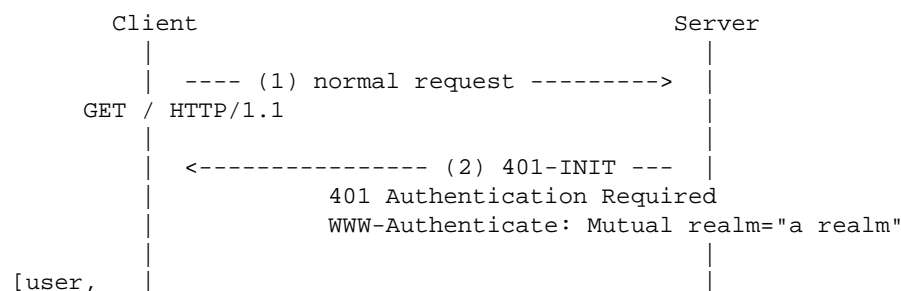 Client Server
| |
| ---- (1) normal request ---------> |
GET / HTTP/1.1 |
| |
| <---------------- (2) 401-INIT --- |
| 401 Authentication Required
| WWW-Authenticate: Mutual realm="a realm"
| |
[user, | |